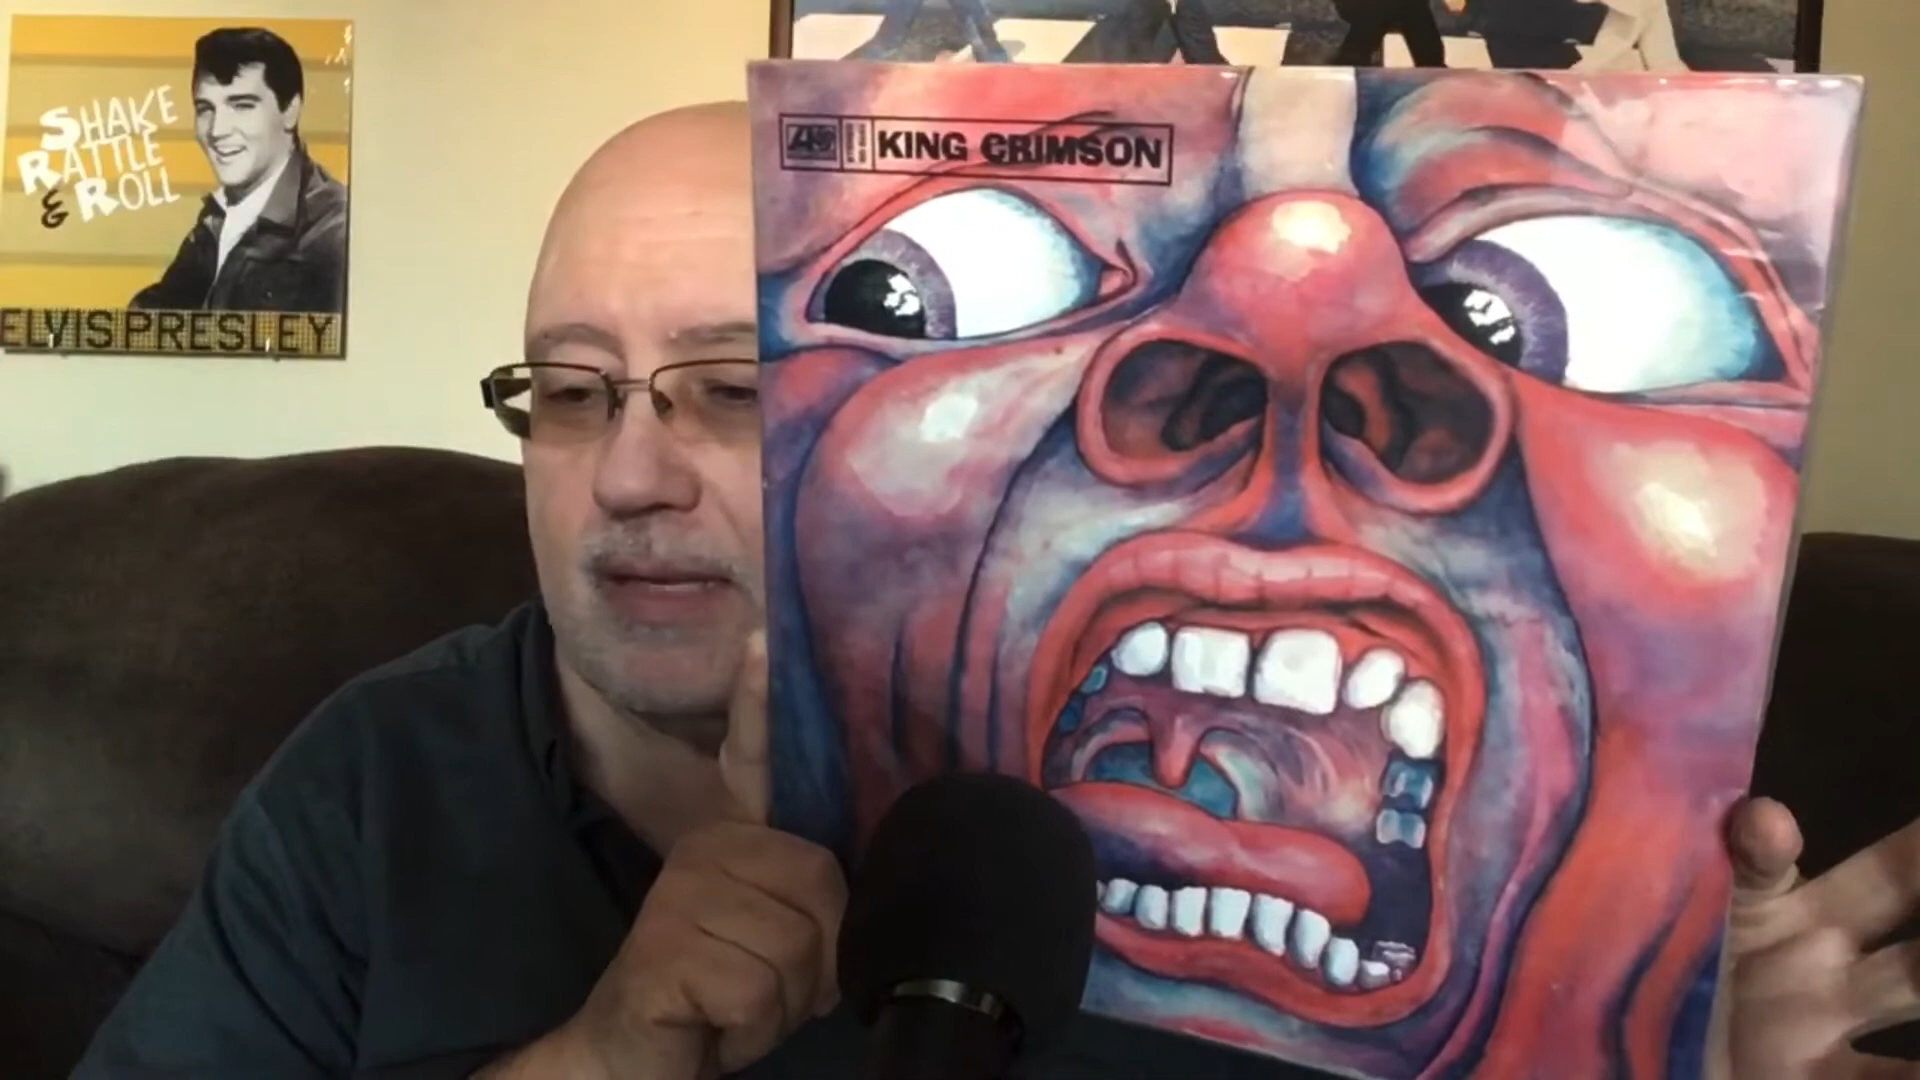 SHAKE
RATTLE
& ROLL
ELVIS PRESLEY
KING CRIMSON